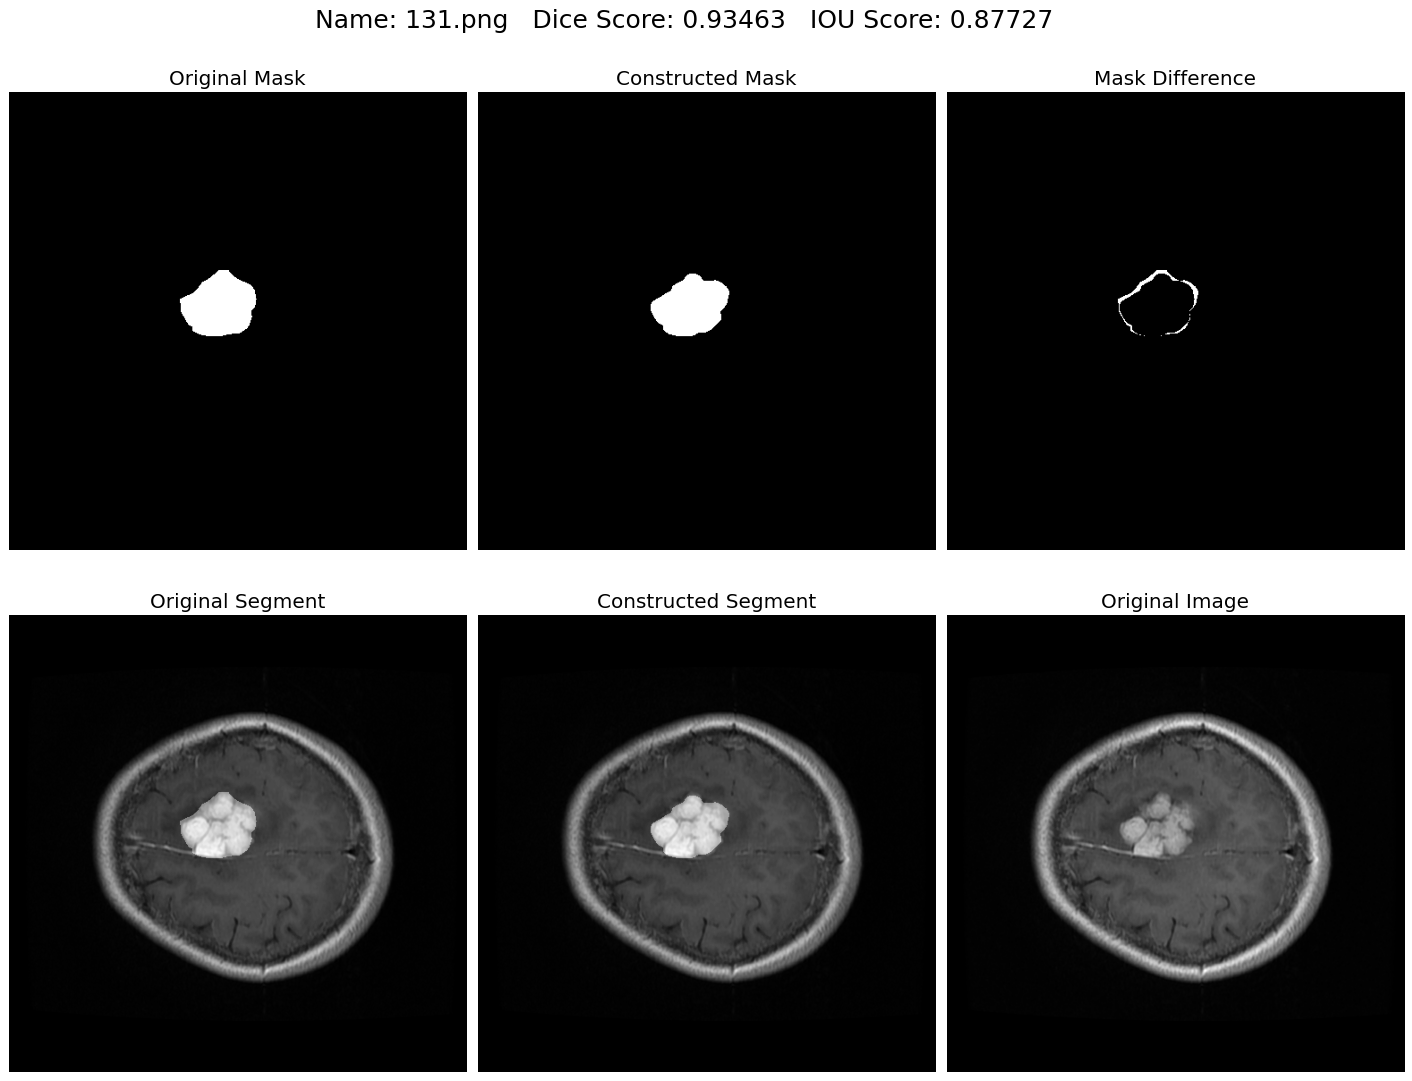 Name: 131.png   Dice Score: 0.93463   IOU Score: 0.87727
Original Mask
Constructed Mask
Mask Difference
Original Segment
Constructed Segment
Original Image